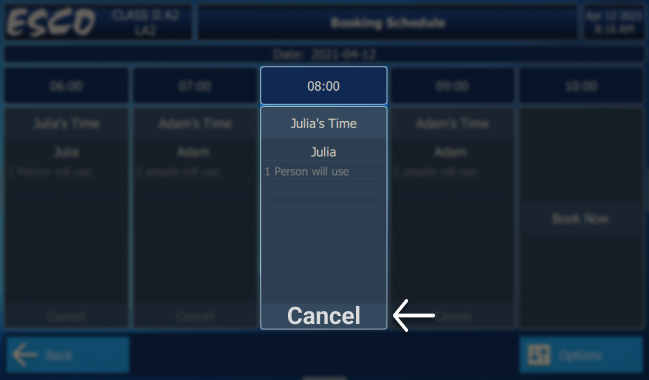 ESCO
CLASS II A2
LA2
Booking Schedule
Apr 12 2021
8:16 AM
Date: 2021-04-12
06:00
07:00
08:00
09:00
10:00
Julia's Time
Adam's Time
Julia's Time
Adam's Time
Julia
Adam
Julia
Adam
1 Person will use
2 people will use
1 Person will use
2 people will use
Book Now
Cancel
Cancel
Cancel
Cancel
Back
Options